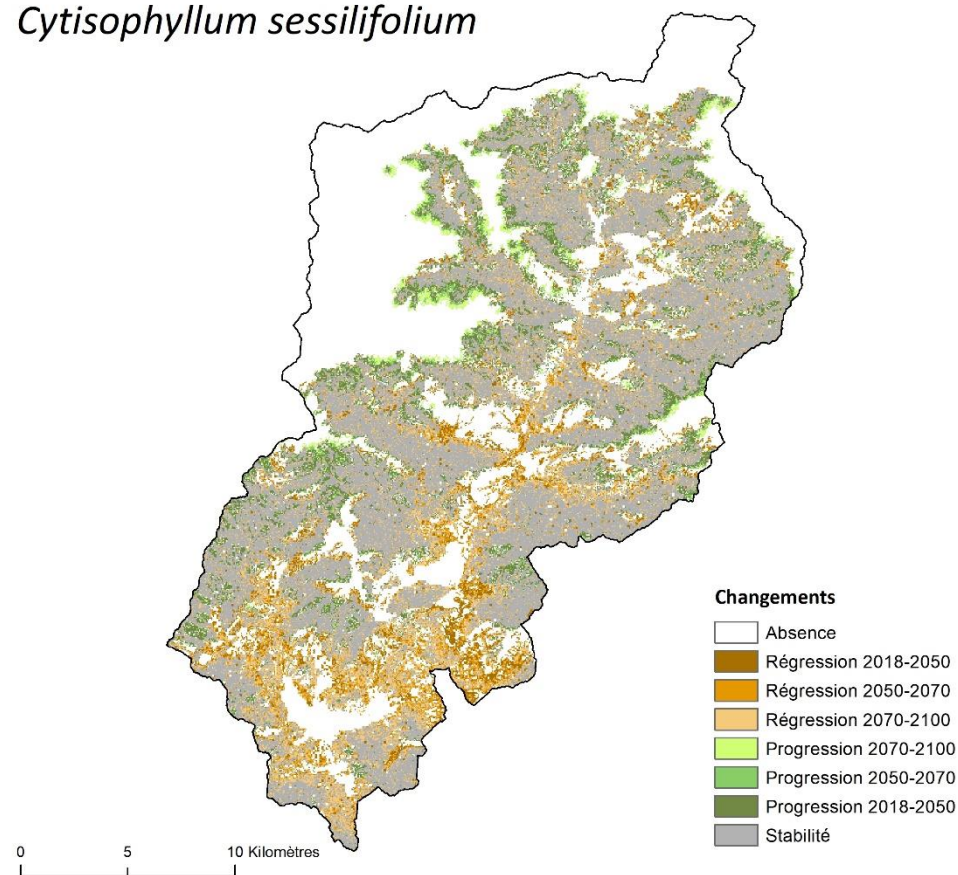 Cytisophyllum sessilifolium
Changements
Absence
Régression 2018-2050
Régression 2050-2070
Régression 2070-2100
Progression 2070-2100
Progression 2050-2070
Progression 2018-2050
Stabilité
0 5 10 Kilomètres